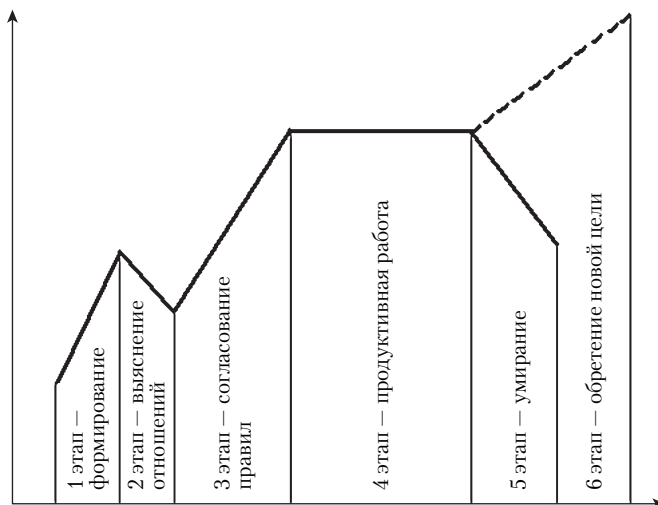 1 этап —
формирование
2 этап — выяснение
отношений
3 этап — согласование
правил
4 этап — продуктивная работа
5 этап — умирание
6 этап — обретение новой цели